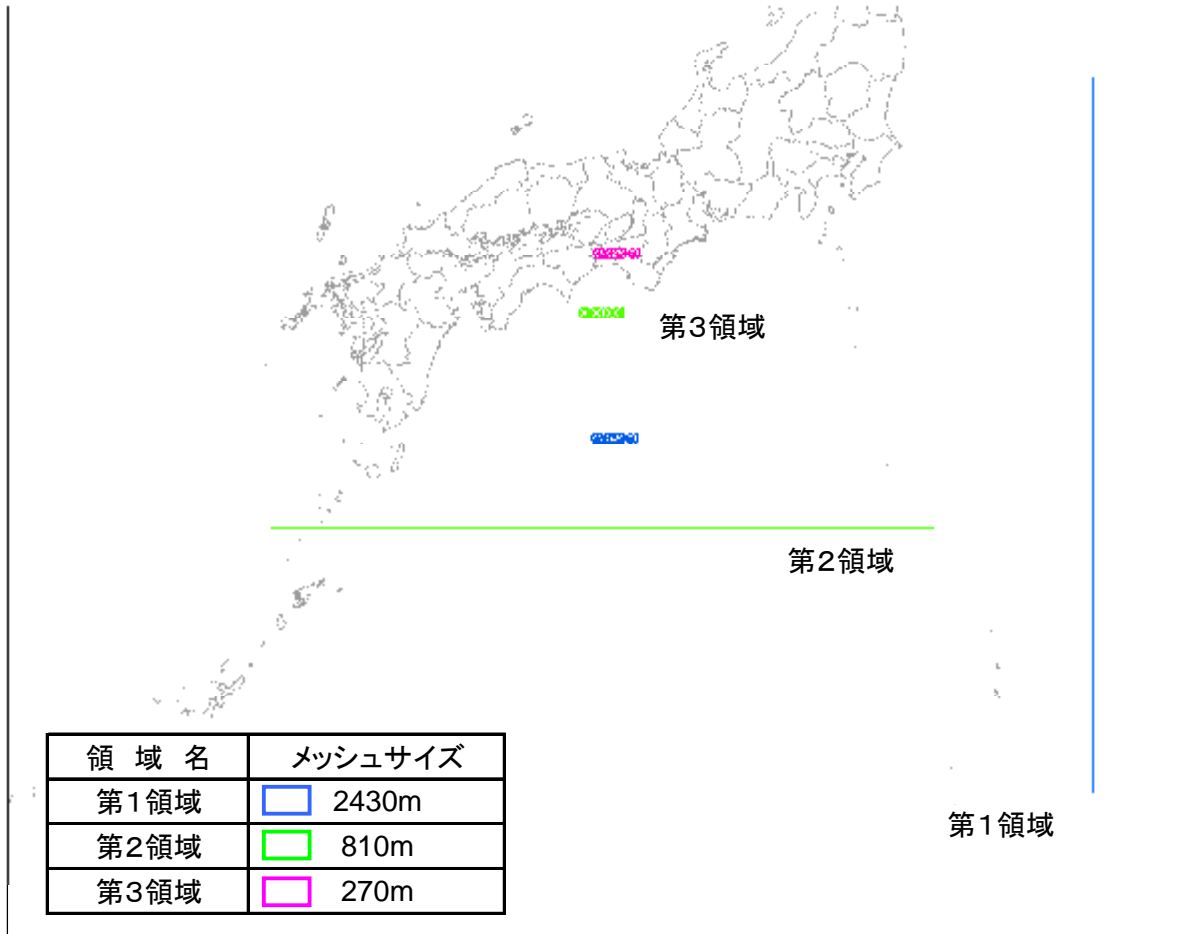 第3領域
第2領域
第1領域
領 域 名 メッシュサイズ
第1領域 2430m
第2領域 810m
第3領域 270m